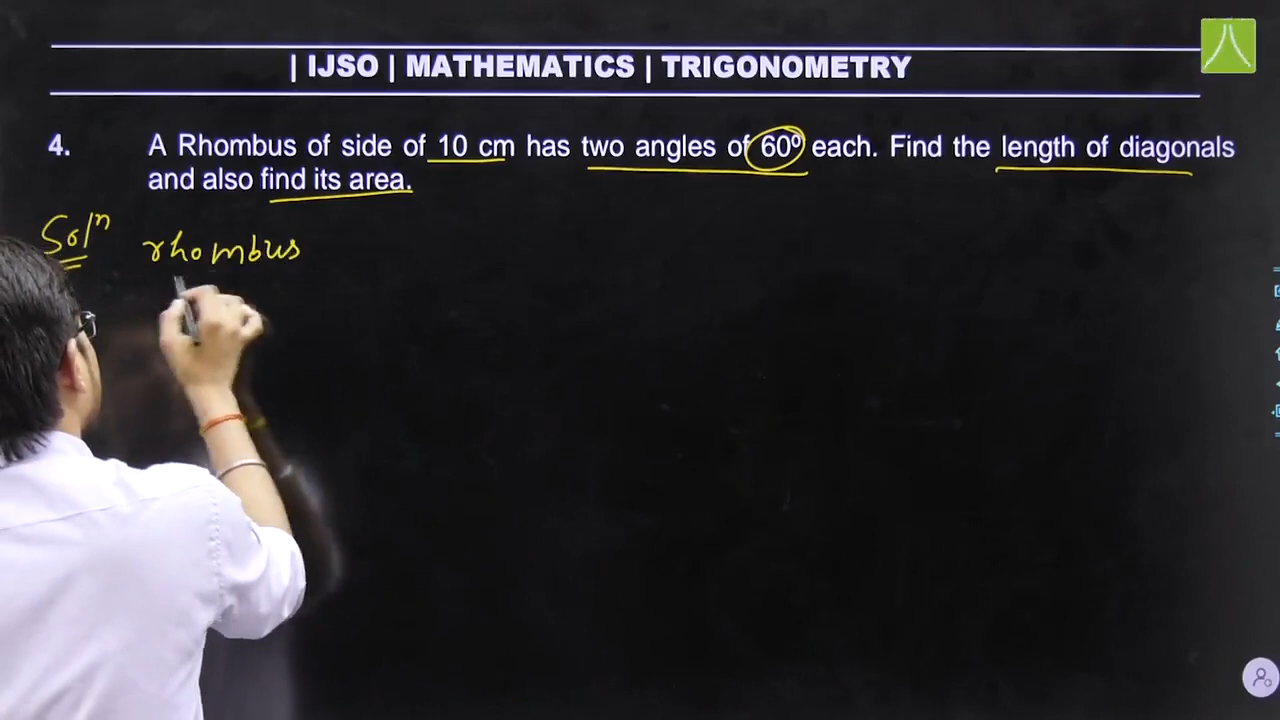 | IJSO | MATHEMATICS | TRIGONOMETRY
4. A Rhombus of side of 10 cm has two angles of 60º each. Find the length of diagonals
and also find its area.
Solⁿ rhombus